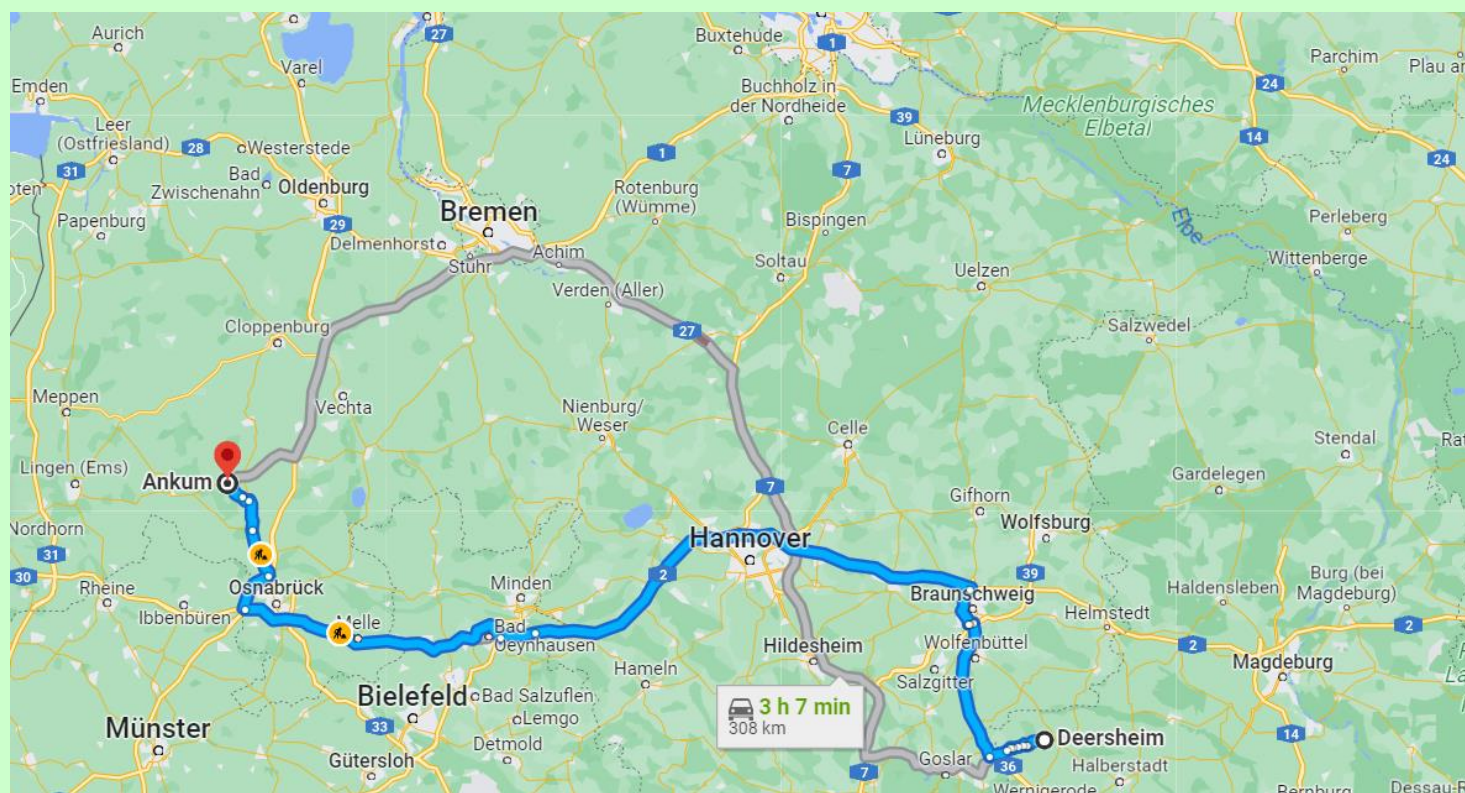 Aurich
27
Buxtehude
1
Parchim
Plau am
Varel
Buchholz in
der Nordheide
24
Emden
39
Mecklenburgisches
Elbetal
Leer
(Ostfriesland)
28
Westerstede
1
Lüneburg
14
24
31
Bad
Zwischenahn
Oldenburg
Rotenburg
(Wümme)
7
Papenburg
29
Bremen
Bispingen
Elbe
Perleberg
Delmenhorst
Stuhr
Achim
Soltau
Uelzen
Wittenberge
Verden (Aller)
Cloppenburg
27
Salzwedel
Meppen
Vechta
Nienburg/
Weser
Celle
Stendal
Lingen (Ems)
Ankum
7
Gifhorn
Gardelegen
Nordhorn
Hannover
Wolfsburg
31
30
Rheine
Osnabrück
Minden
2
39
Braunschweig
Haldensleben
Burg (bei
Magdeburg)
Ibbenbüren
Melle
Bad
Oeynhausen
Helmstedt
2
Hildesheim
Wolfenbüttel
2
Hameln
Salzgitter
Magdeburg
Bielefeld
Bad Salzuflen
3 h 7 min
308 km
Münster
33
Lemgo
Deersheim
14
Gütersloh
Detmold
7
Goslar
36
Halberstadt
Wernigerode
Bernburg
Dessau-R